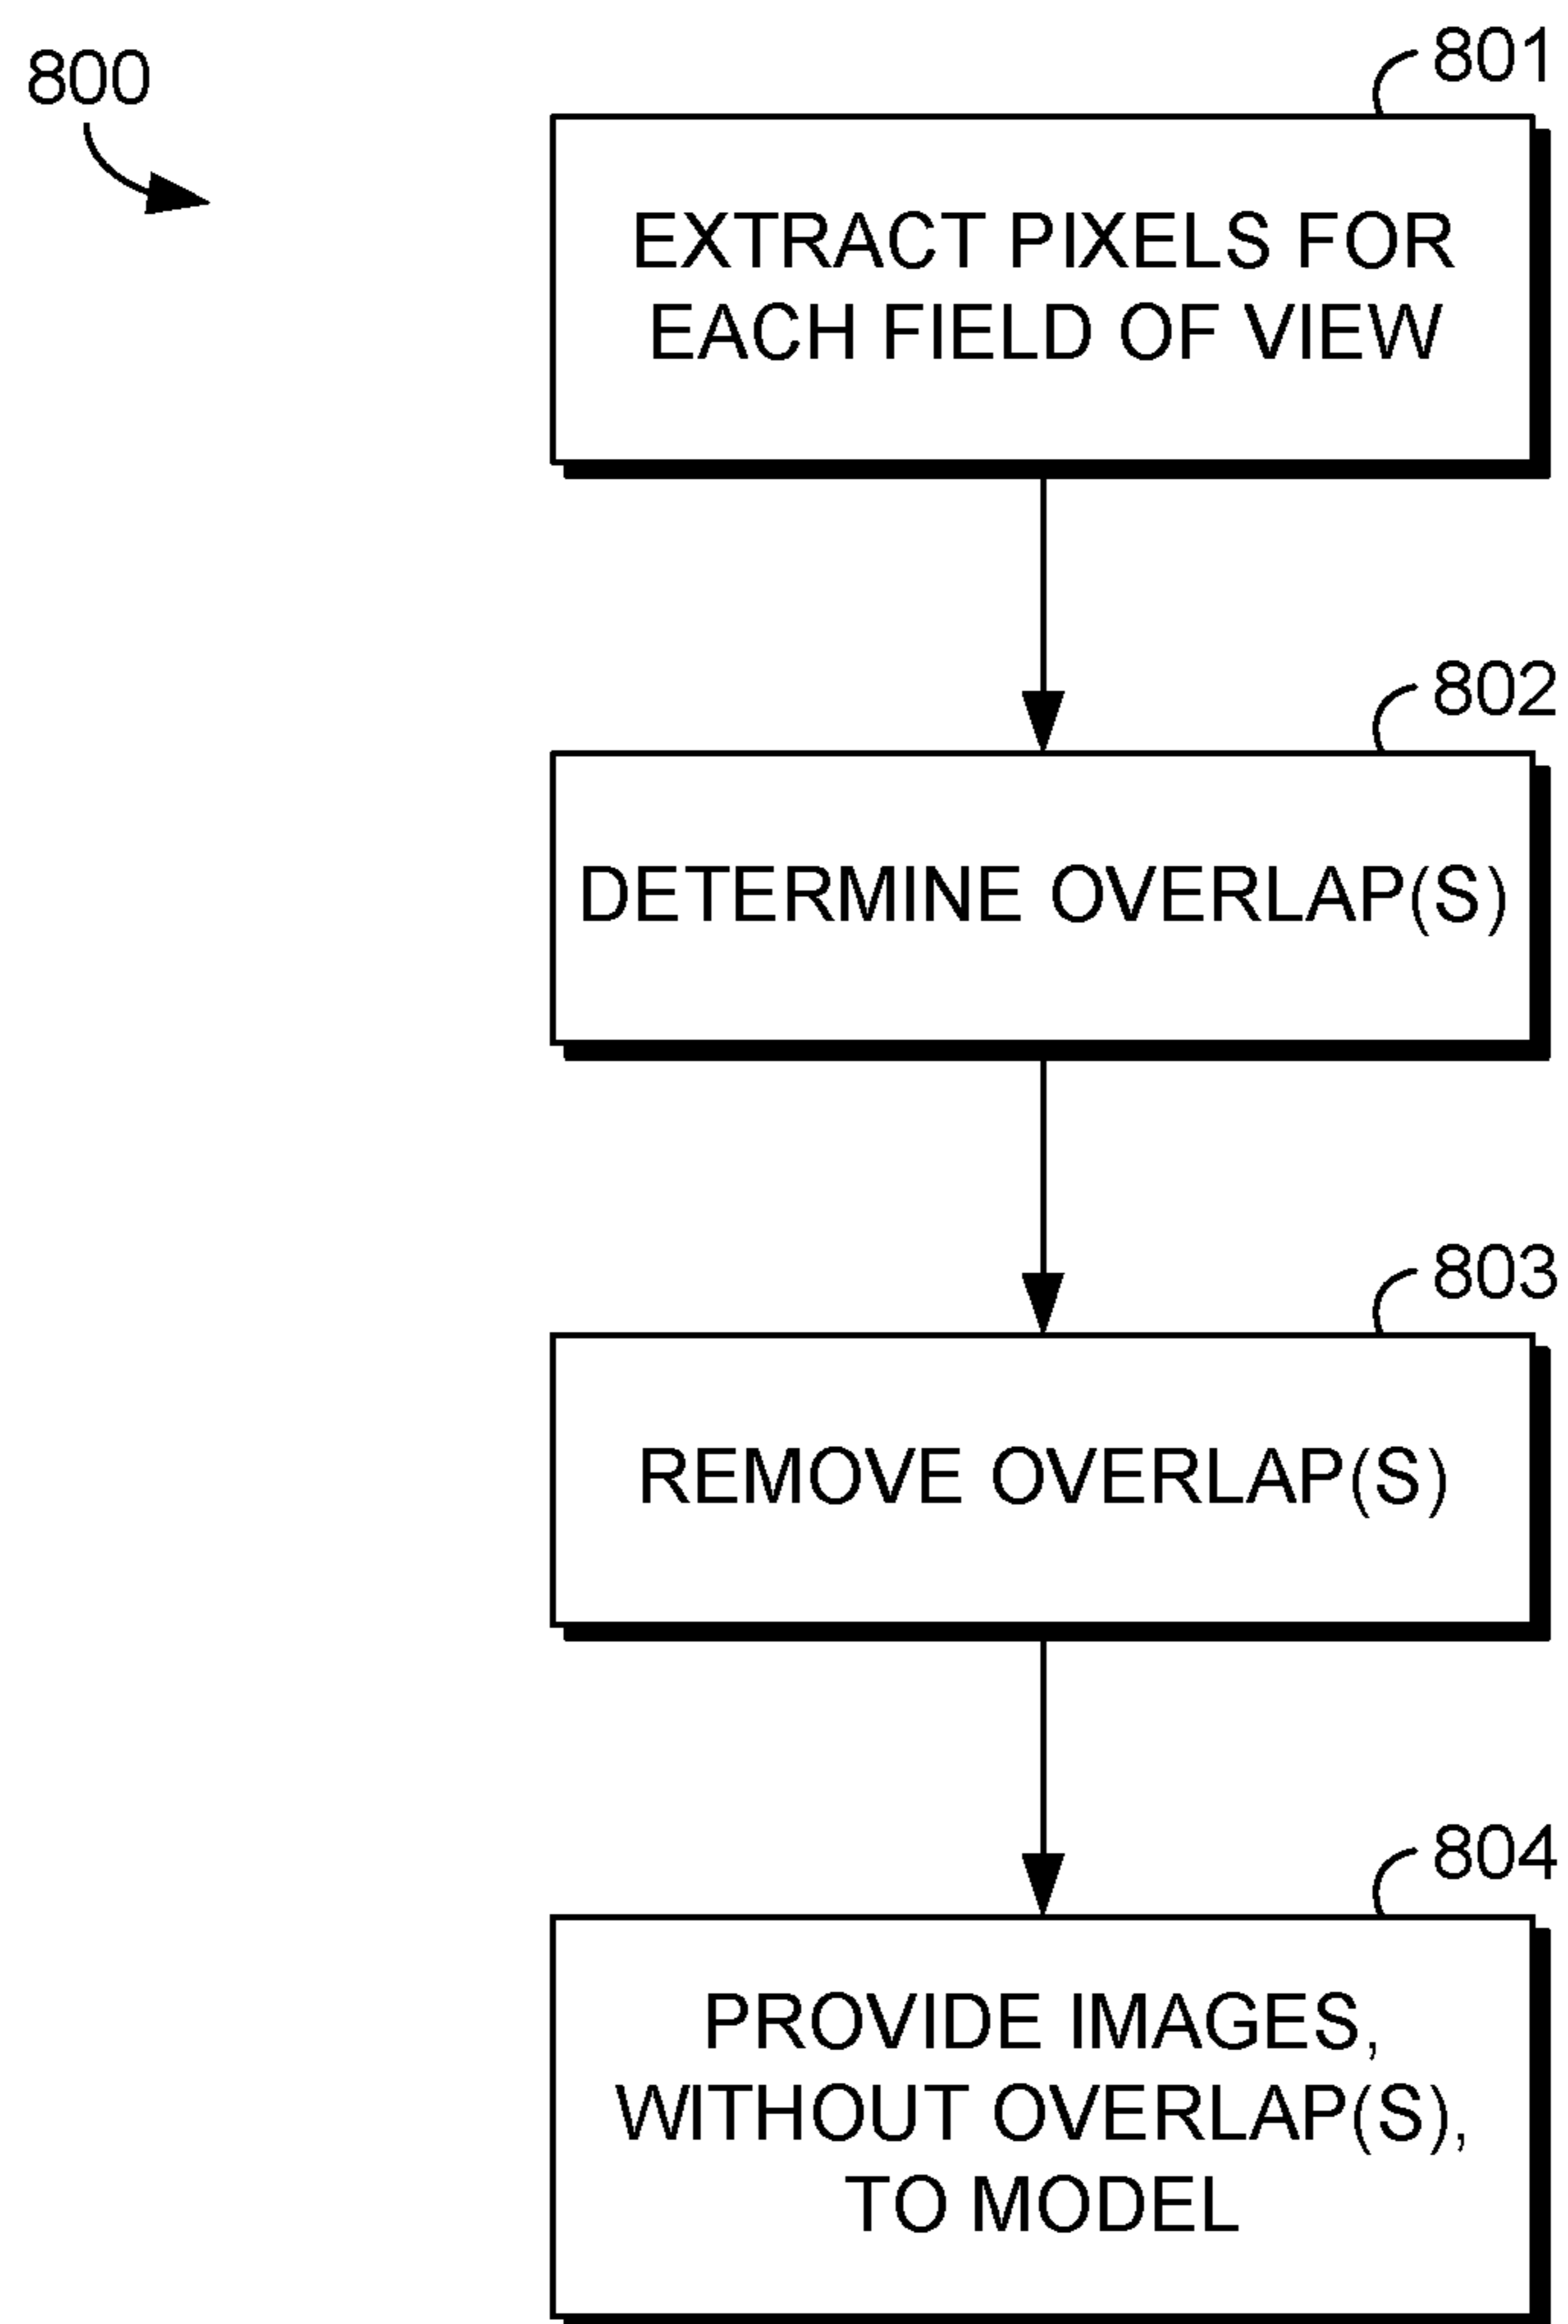 800
801
EXTRACT PIXELS FOR
EACH FIELD OF VIEW
802
DETERMINE OVERLAP(S)
803
REMOVE OVERLAP(S)
804
PROVIDE IMAGES,
WITHOUT OVERLAP(S),
TO MODEL